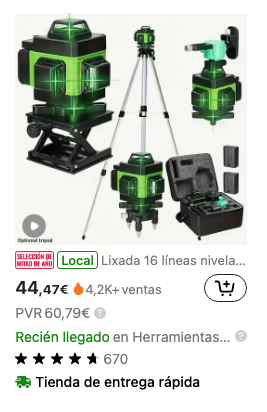 Optional tripod
SELECCIÓN DE
MITAD DE AÑO Local Lixada 16 líneas nivela...
44,47€ 4,2K+ ventas
PVR 60,79€ ?
Recién llegado en Herramientas... ?
670
Tienda de entrega rápida